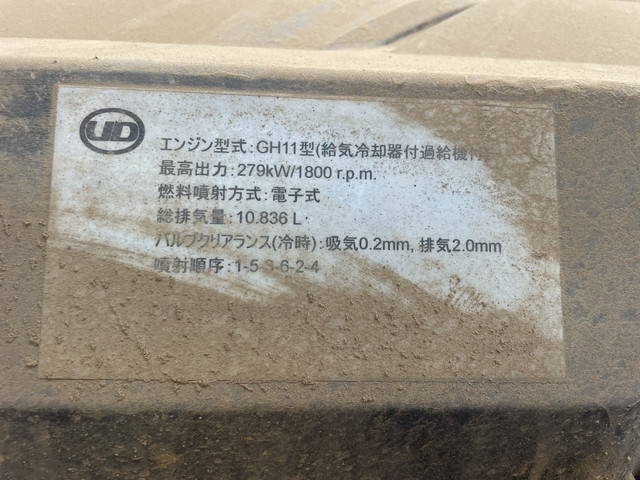 UD
エンジン型式:GH11型(給気冷却器付過給機付
最高出力:279kW/1800 r.p.m.
燃料噴射方式:電子式
総排気量:10.836 L
バルブクリアランス(冷時):吸気0.2mm, 排気2.0mm
噴射順序:1-5-3-6-2-4